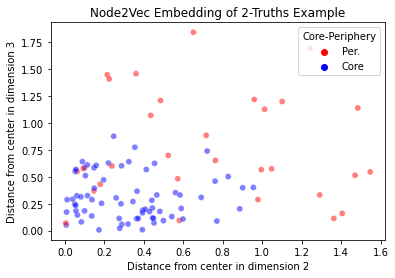 Node2Vec Embedding of 2-Truths Example
Core-Periphery
Per.
Core
Distance from center in dimension 3
1.75
1.50
1.25
1.00
0.75
0.50
0.25
0.00
0.0 0.2 0.4 0.6 0.8 1.0 1.2 1.4 1.6
Distance from center in dimension 2